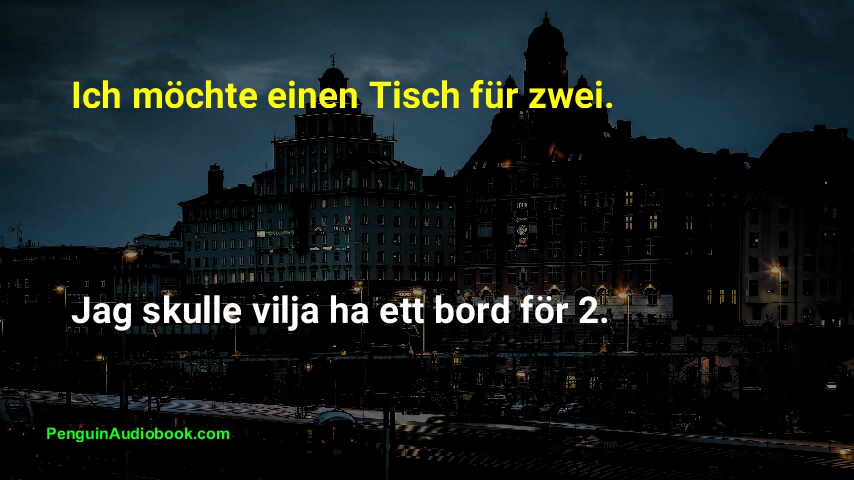 Ich möchte einen Tisch für zwei.
Jag skulle vilja ha ett bord för 2.
PenguinAudiobook.com